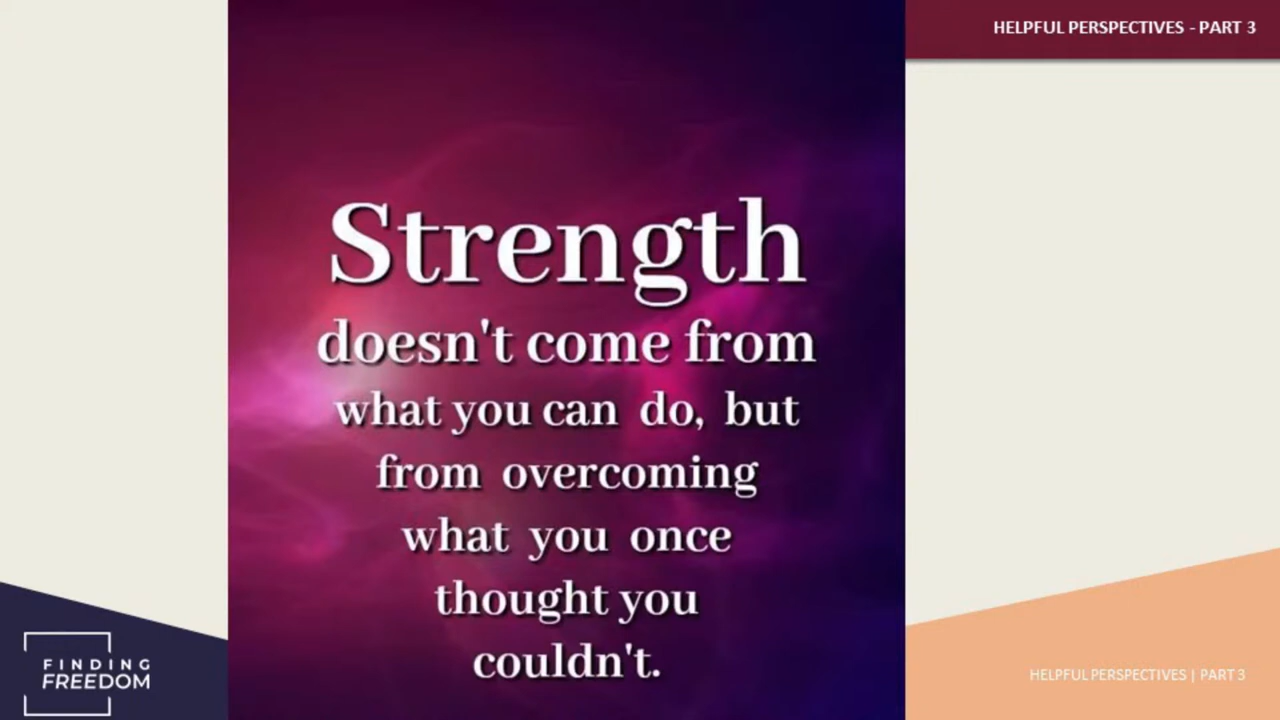 HELPFUL PERSPECTIVES - PART 3
Strength
doesn't come from
what you can do, but
from overcoming
what you once
thought you
couldn't.
FINDING
FREEDOM
HELPFUL PERSPECTIVES | PART 3